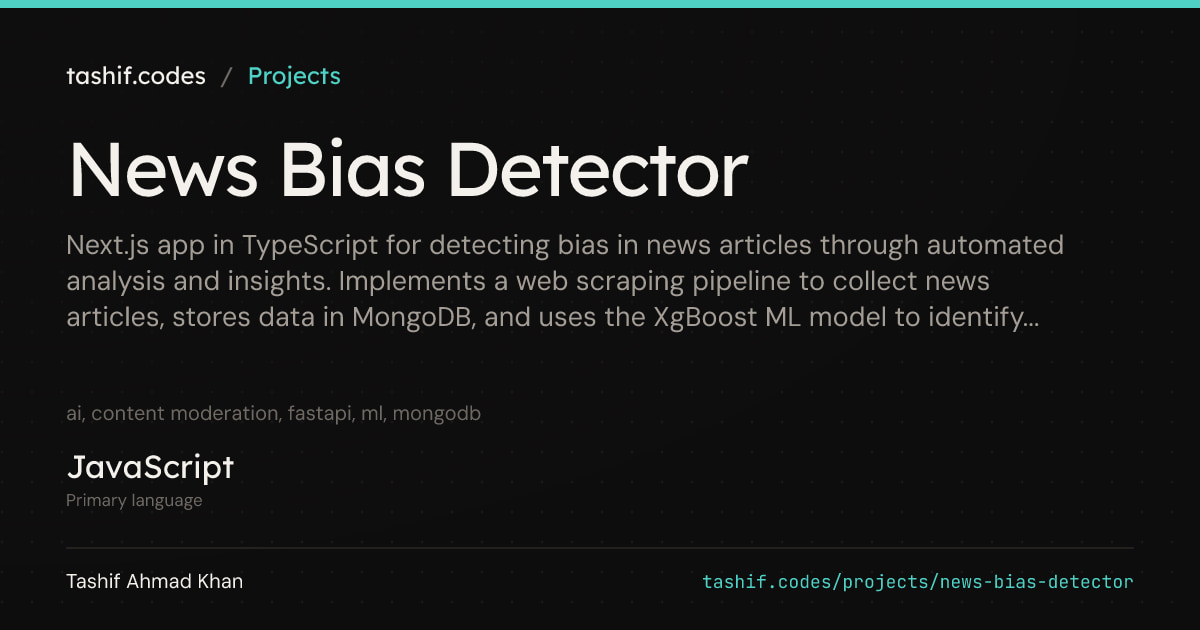 tashif.codes / Projects
News Bias Detector
Next.js app in TypeScript for detecting bias in news articles through automated
analysis and insights. Implements a web scraping pipeline to collect news
articles, stores data in MongoDB, and uses the XgBoost ML model to identify...
ai, content moderation, fastapi, ml, mongodb
JavaScript
Primary language
Tashif Ahmad Khan
tashif.codes/projects/news-bias-detector